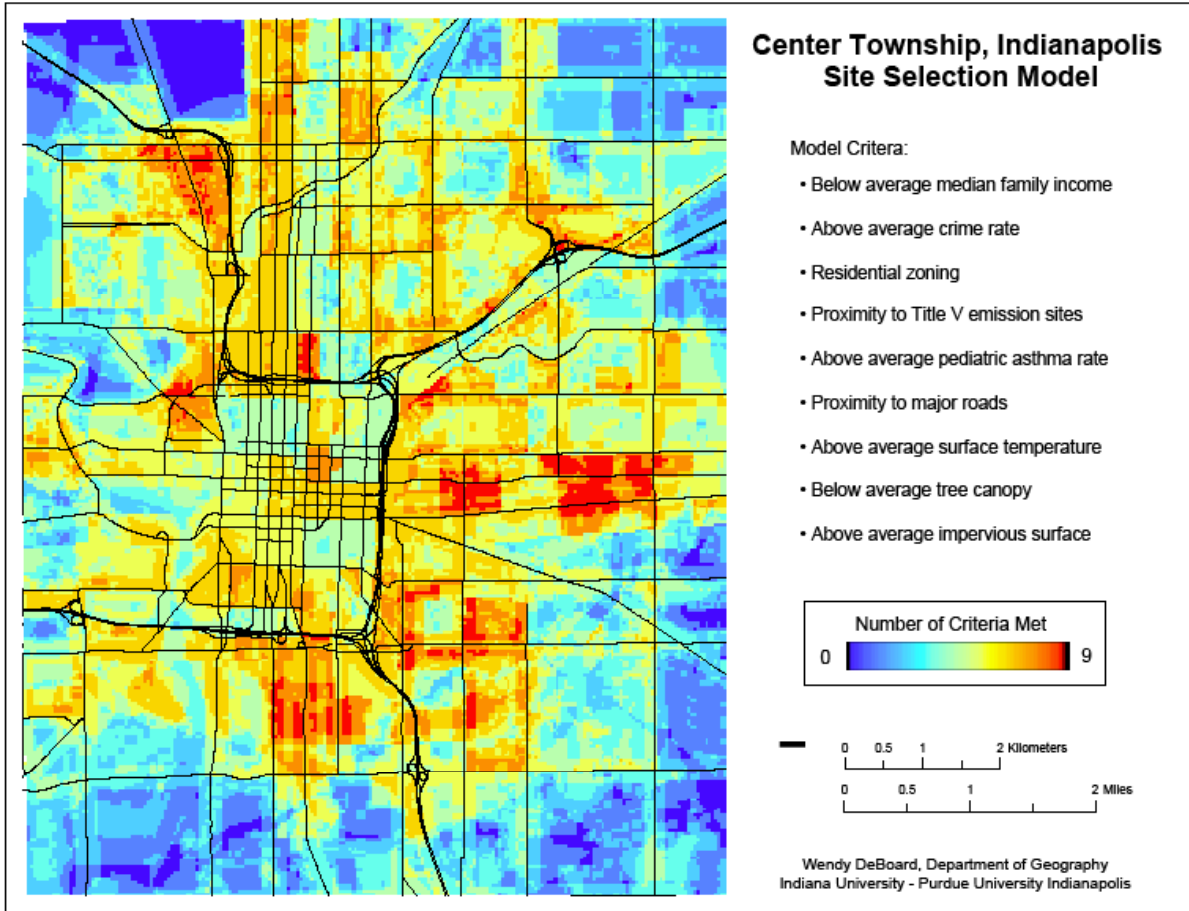 Center Township, Indianapolis
Site Selection Model
Model Critera:
• Below average median family income
• Above average crime rate
• Residential zoning
• Proximity to Title V emission sites
• Above average pediatric asthma rate
• Proximity to major roads
• Above average surface temperature
• Below average tree canopy
• Above average impervious surface
Number of Criteria Met
0 9
0 0.5 1 2 Kilometers
0 0.5 1 2 Miles
Wendy DeBoard, Department of Geography
Indiana University - Purdue University Indianapolis